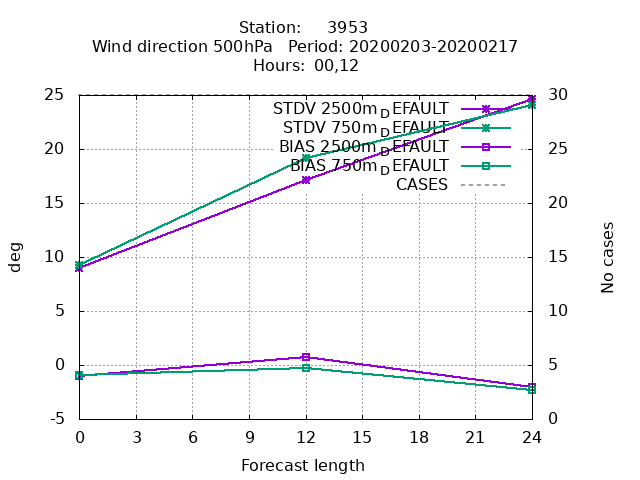 Station: 3953
Wind direction 500hPa Period: 20200203-20200217
Hours: 00,12
25 30
STDV 2500m_DEFAULT
STDV 750m_DEFAULT
BIAS 2500m_DEFAULT
BIAS 750m_DEFAULT
CASES
20 25
15 20
10 15
5 10
0 5
-5 0
deg
No cases
0 3 6 9 12 15 18 21 24
Forecast length